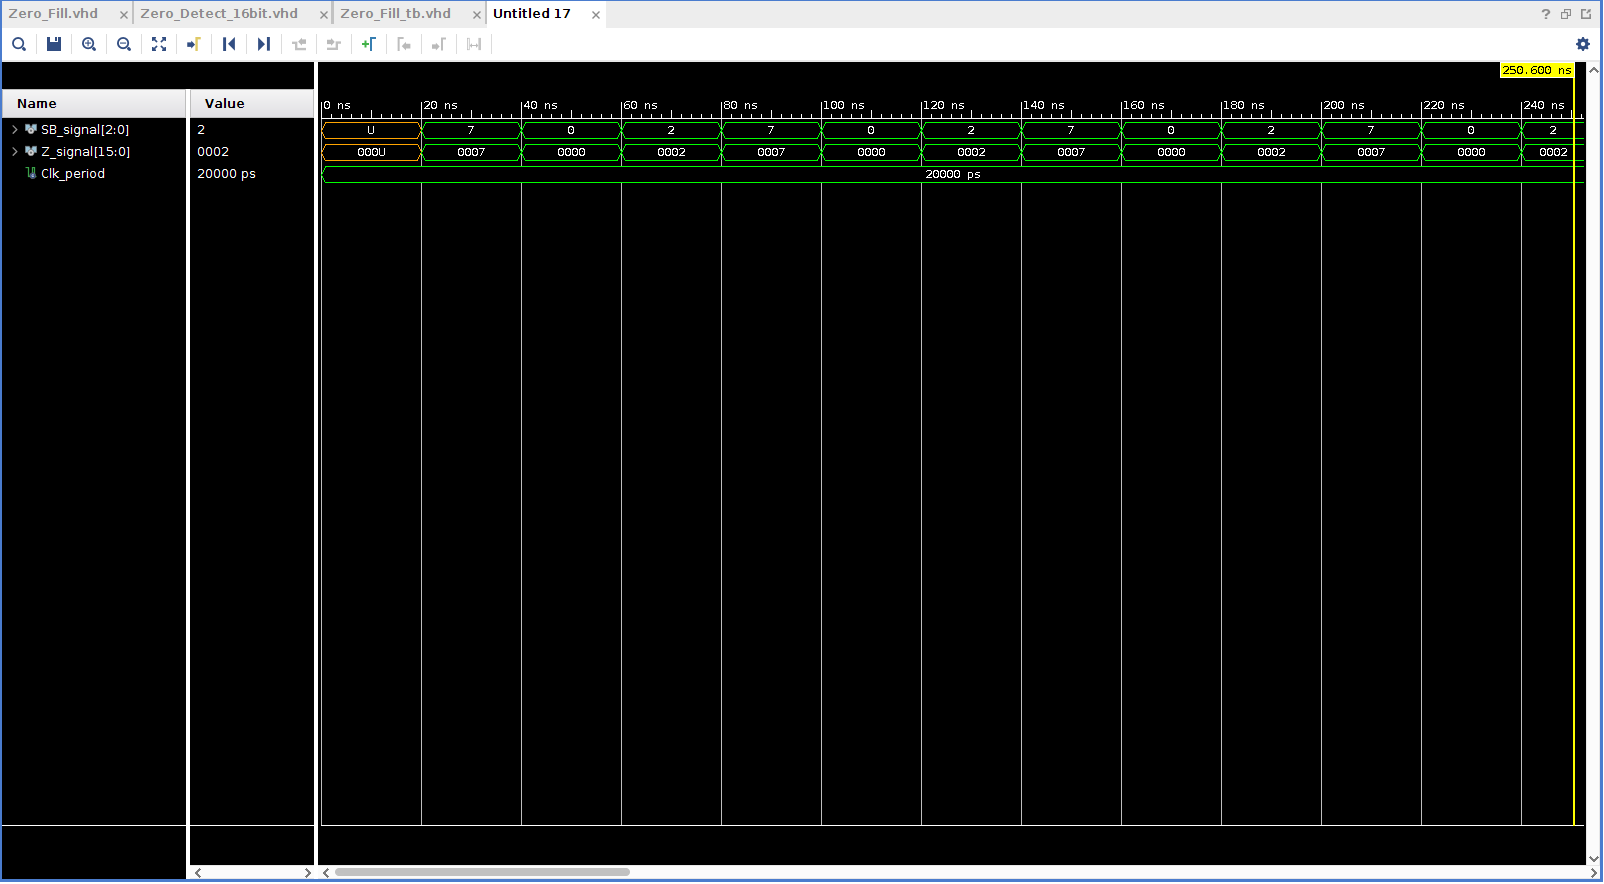 Zero_Fill.vhd × Zero_Detect_16bit.vhd × Zero_Fill_tb.vhd × Untitled 17 × ?
250.600 ns
Name Value 0 ns 20 ns 40 ns 60 ns 80 ns 100 ns 120 ns 140 ns 160 ns 180 ns 200 ns 220 ns 240 ns
SB_signal[2:0] 2 U 7 0 2 7 0 2 7 0 2 7 0 2
Z_signal[15:0] 0002 000U 0007 0000 0002 0007 0000 0002 0007 0000 0002 0007 0000 0002
Clk_period 20000 ps 20000 ps